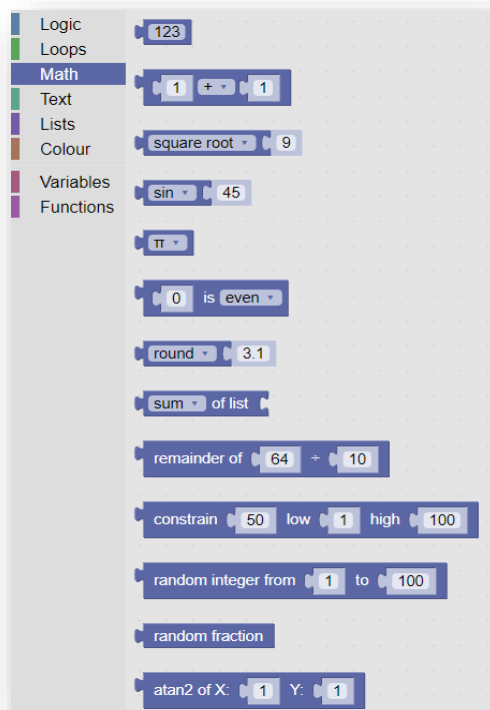 Logic
Loops
Math
Text
Lists
Colour
Variables
Functions
123
1 + 1
square root 9
sin 45
π
0 is even
round 3.1
sum of list
remainder of 64 ÷ 10
constrain 50 low 1 high 100
random integer from 1 to 100
random fraction
atan2 of X: 1 Y: 1